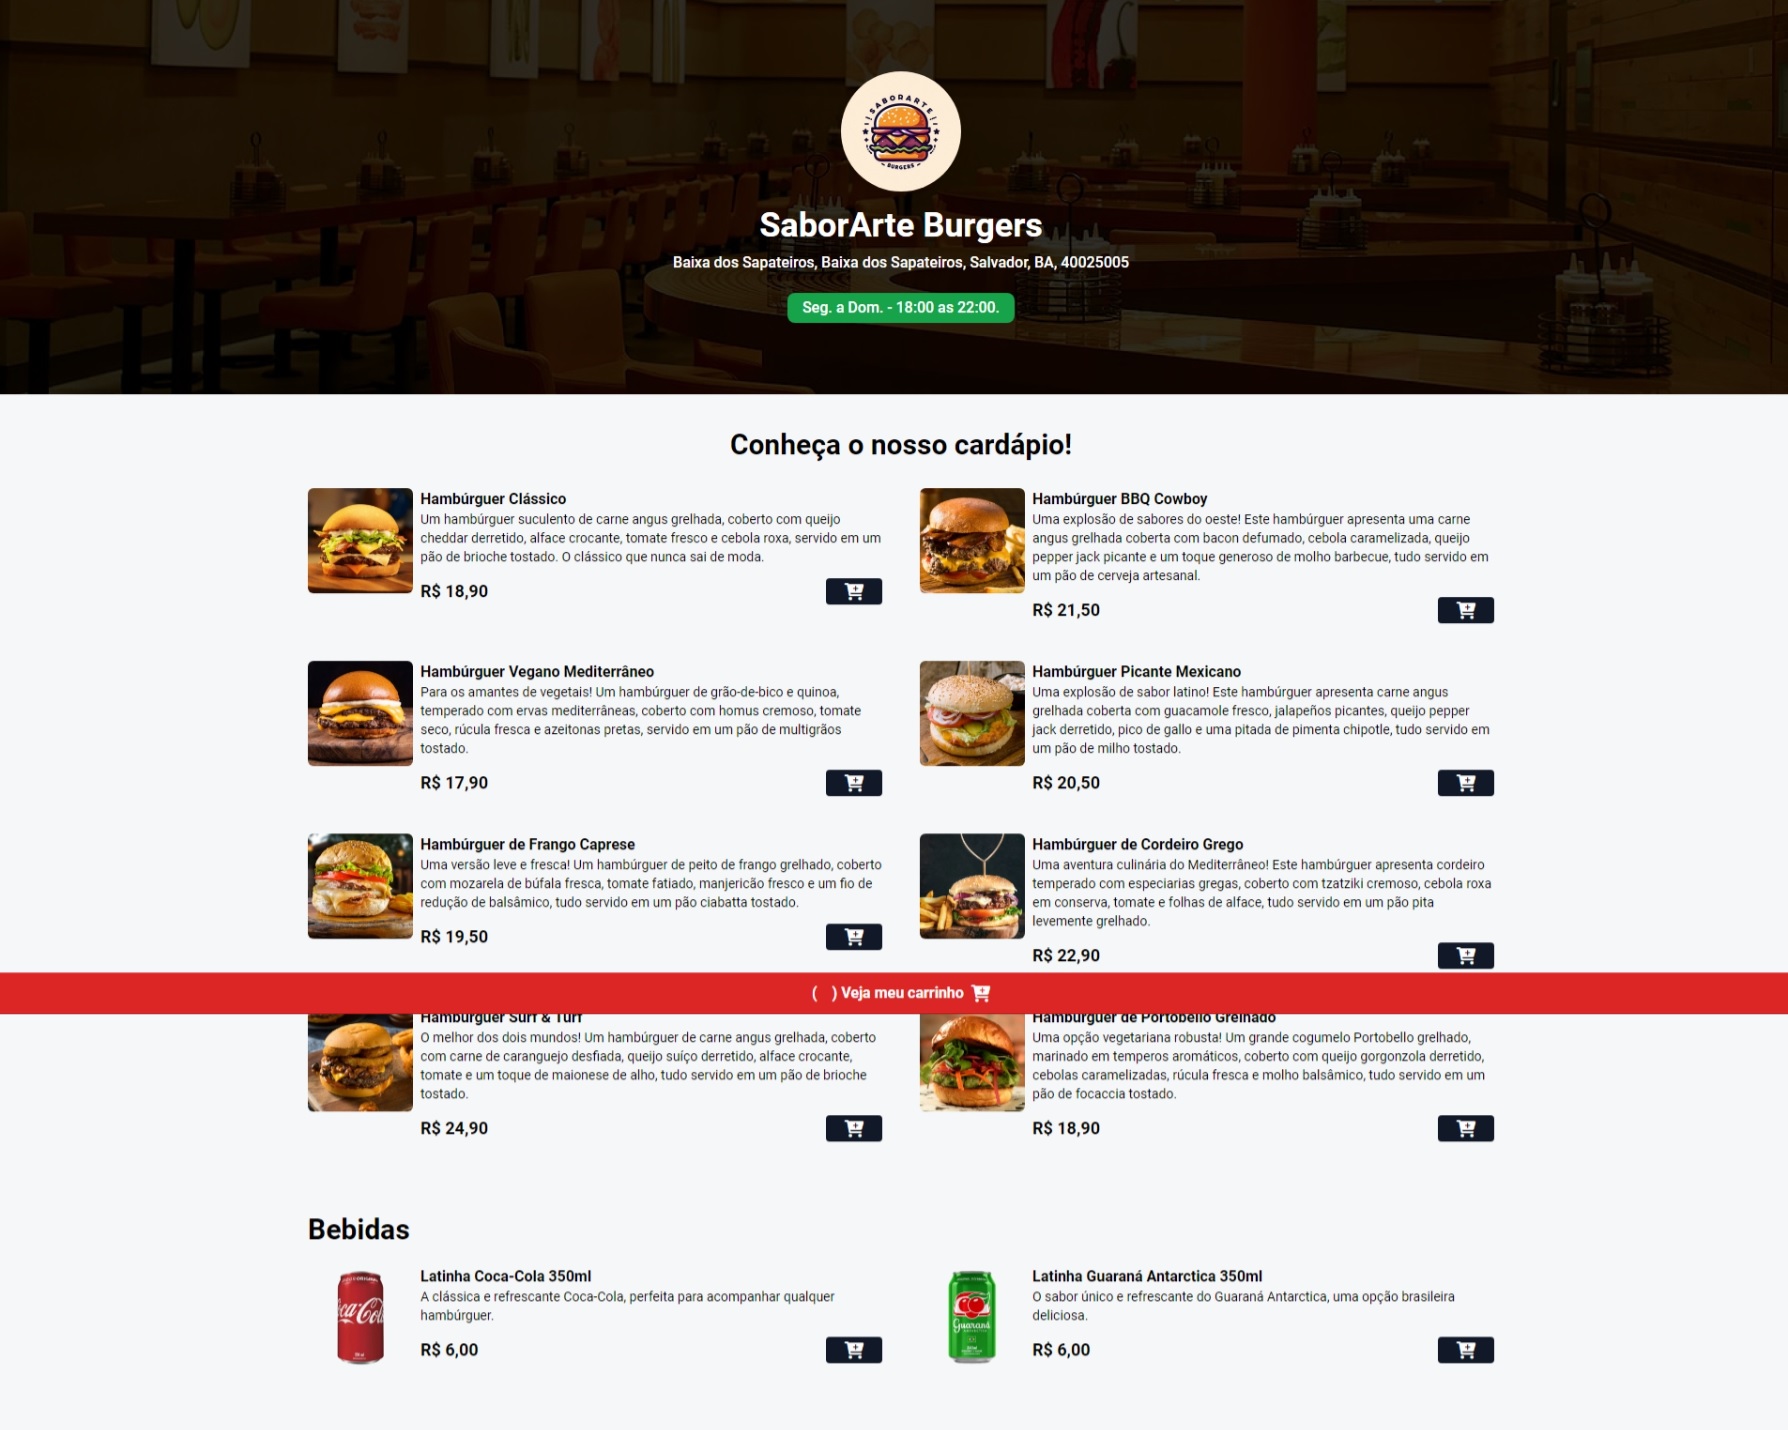 SABORARTE
BURGERS
SaborArte Burgers
Baixa dos Sapateiros, Baixa dos Sapateiros, Salvador, BA, 40025005
Seg. a Dom. - 18:00 as 22:00.
Conheça o nosso cardápio!
Hambúrguer Clássico
Um hambúrguer suculento de carne angus grelhada, coberto com queijo
cheddar derretido, alface crocante, tomate fresco e cebola roxa, servido em um
pão de brioche tostado. O clássico que nunca sai de moda.
R$ 18,90
Hambúrguer BBQ Cowboy
Uma explosão de sabores do oeste! Este hambúrguer apresenta uma carne
angus grelhada coberta com bacon defumado, cebola caramelizada, queijo
pepper jack picante e um toque generoso de molho barbecue, tudo servido em
um pão de cerveja artesanal.
R$ 21,50
Hambúrguer Vegano Mediterrâneo
Para os amantes de vegetais! Um hambúrguer de grão-de-bico e quinoa,
temperado com ervas mediterrâneas, coberto com homus cremoso, tomate
seco, rúcula fresca e azeitonas pretas, servido em um pão de multigrãos
tostado.
R$ 17,90
Hambúrguer Picante Mexicano
Uma explosão de sabor latino! Este hambúrguer apresenta carne angus
grelhada coberta com guacamole fresco, jalapeños picantes, queijo pepper
jack derretido, pico de gallo e uma pitada de pimenta chipotle, tudo servido em
um pão de milho tostado.
R$ 20,50
Hambúrguer de Frango Caprese
Uma versão leve e fresca! Um hambúrguer de peito de frango grelhado, coberto
com mozarela de búfala fresca, tomate fatiado, manjericão fresco e um fio de
redução de balsâmico, tudo servido em um pão ciabatta tostado.
R$ 19,50
Hambúrguer de Cordeiro Grego
Uma aventura culinária do Mediterrâneo! Este hambúrguer apresenta cordeiro
temperado com especiarias gregas, coberto com tzatziki cremoso, cebola roxa
em conserva, tomate e folhas de alface, tudo servido em um pão pita
levemente grelhado.
R$ 22,90
( ) Veja meu carrinho
Hambúrguer Surf & Turf
O melhor dos dois mundos! Um hambúrguer de carne angus grelhada, coberto
com carne de caranguejo desfiada, queijo suíço derretido, alface crocante,
tomate e um toque de maionese de alho, tudo servido em um pão de brioche
tostado.
R$ 24,90
Hambúrguer de Portobello Grelhado
Uma opção vegetariana robusta! Um grande cogumelo Portobello grelhado,
marinado em temperos aromáticos, coberto com queijo gorgonzola derretido,
cebolas caramelizadas, rúcula fresca e molho balsâmico, tudo servido em um
pão de focaccia tostado.
R$ 18,90
Bebidas
Latinha Coca-Cola 350ml
A clássica e refrescante Coca-Cola, perfeita para acompanhar qualquer
hambúrguer.
R$ 6,00
Latinha Guaraná Antarctica 350ml
O sabor único e refrescante do Guaraná Antarctica, uma opção brasileira
deliciosa.
Guaraná
R$ 6,00